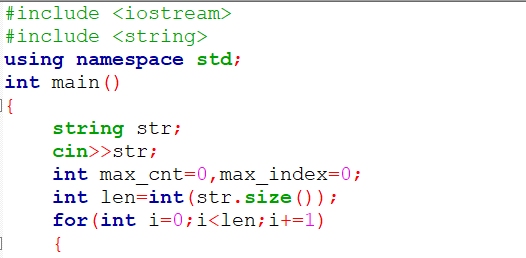 #include <iostream>
#include <string>
using namespace std;
int main()
{
    string str;
    cin>>str;
    int max_cnt=0,max_index=0;
    int len=int(str.size());
    for(int i=0;i<len;i+=1)
    {